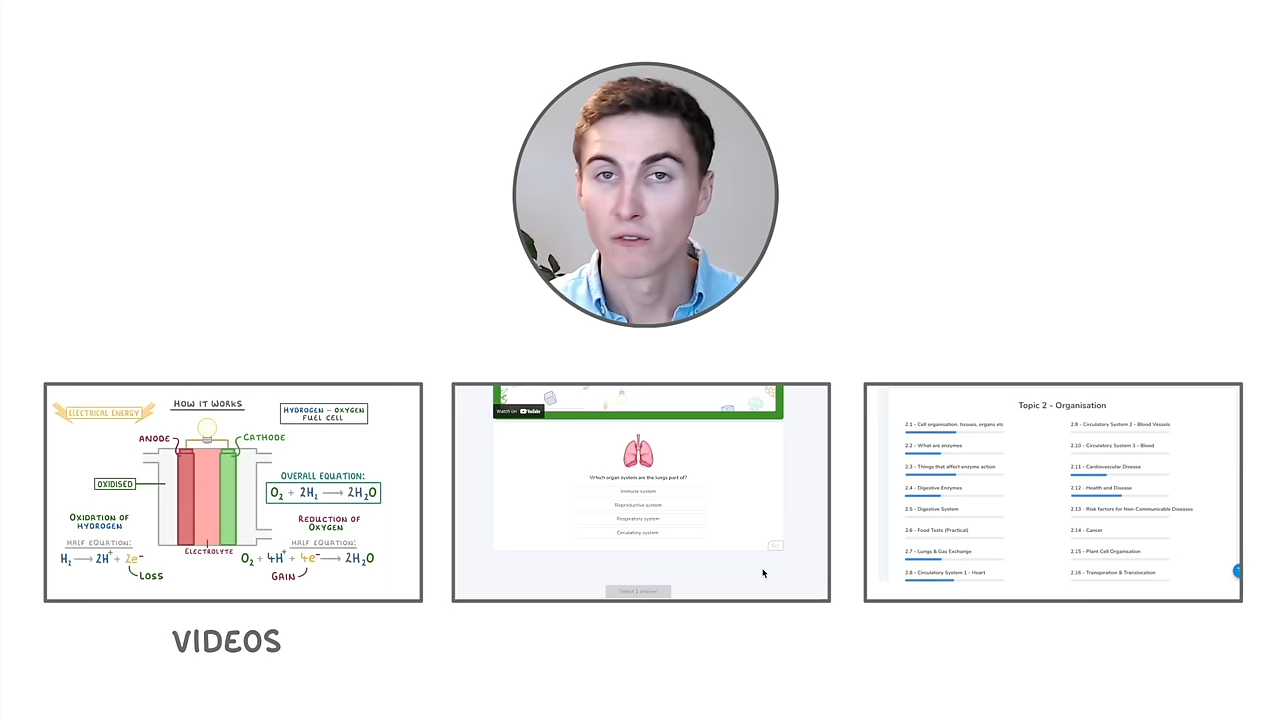 ELECTRICAL ENERGY
HOW IT WORKS
HYDROGEN - OXYGEN
FUEL CELL
ANODE
CATHODE
OXIDISED
OVERALL EQUATION:
O₂ + 2H₂ → 2H₂O
OXIDATION OF
HYDROGEN
HALF EQUATION:
H₂ → 2H⁺ + 2e⁻
LOSS
ELECTROLYTE
REDUCTION OF
OXYGEN
HALF EQUATION:
O₂ + 4H⁺ + 4e⁻ → 2H₂O
GAIN
VIDEOS
Watch on YouTube
Which organ system are the lungs part of?
Immune system
Reproductive system
Respiratory system
Circulatory system
Select 1 answer
Topic 2 - Organisation
2.1 - Cell organisation, tissues, organs etc
2.2 - What are enzymes
2.3 - Things that affect enzyme action
2.4 - Digestive Enzymes
2.5 - Digestive System
2.6 - Food Tests (Practical)
2.7 - Lungs & Gas Exchange
2.8 - Circulatory System 1 - Heart
2.9 - Circulatory System 2 - Blood Vessels
2.10 - Circulatory System 3 - Blood
2.11 - Cardiovascular Disease
2.12 - Health and Disease
2.13 - Risk factors for Non-Communicable Diseases
2.14 - Cancer
2.15 - Plant Cell Organisation
2.16 - Transpiration & Translocation